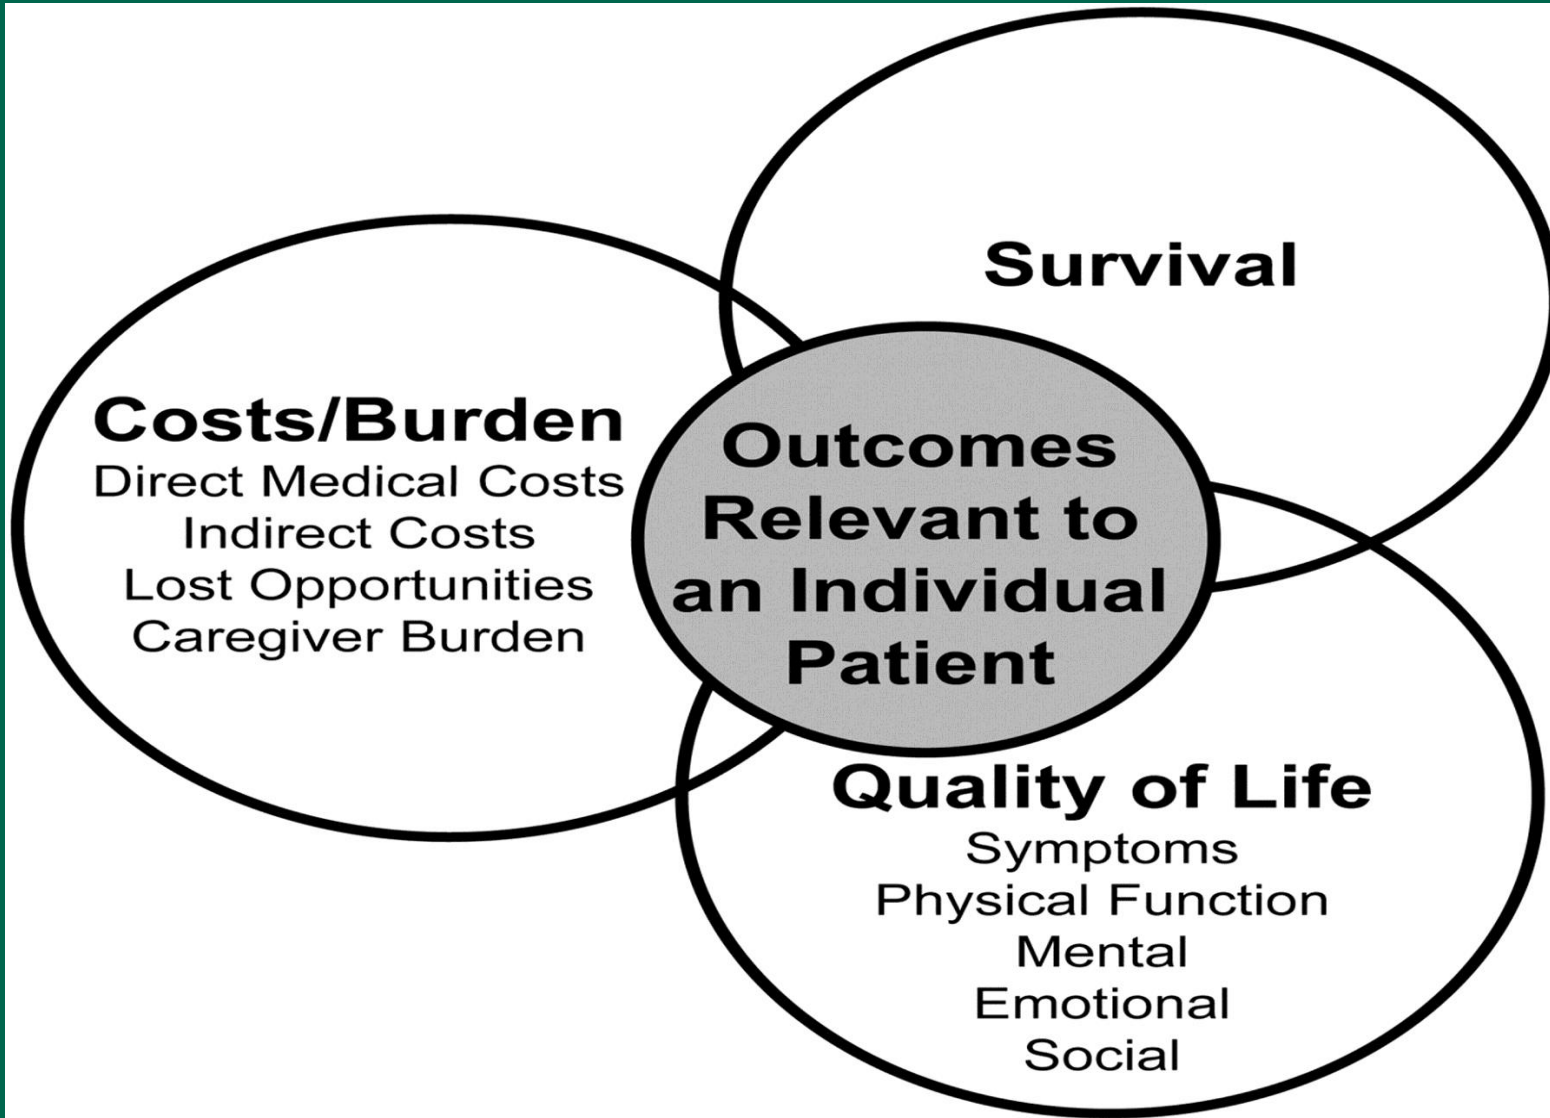 Survival
Costs/Burden
Direct Medical Costs
Indirect Costs
Lost Opportunities
Caregiver Burden
Outcomes
Relevant to
an Individual
Patient
Quality of Life
Symptoms
Physical Function
Mental
Emotional
Social